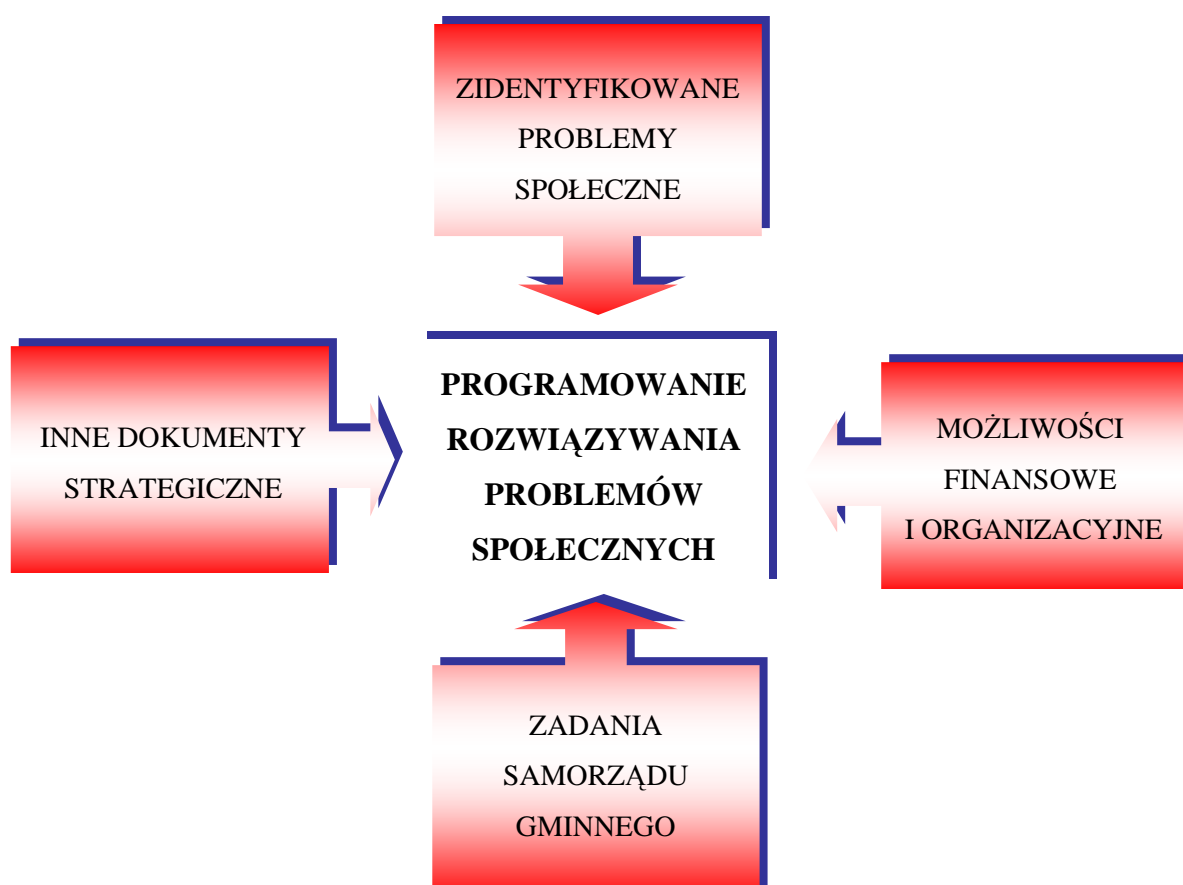 ZIDENTYFIKOWANE
PROBLEMY
SPOŁECZNE
INNE DOKUMENTY
STRATEGICZNE
PROGRAMOWANIE
ROZWIĄZYWANIA
PROBLEMÓW
SPOŁECZNYCH
MOŻLIWOŚCI
FINANSOWE
I ORGANIZACYJNE
ZADANIA
SAMORZĄDU
GMINNEGO